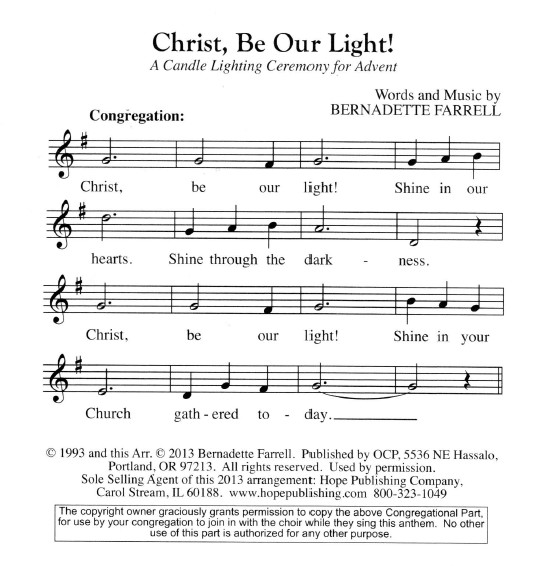 Christ, Be Our Light!
A Candle Lighting Ceremony for Advent
Words and Music by
BERNADETTE FARRELL
Congregation:
Christ, be our light! Shine in our
hearts. Shine through the dark - ness.
Christ, be our light! Shine in your
Church gath - ered to - day.
© 1993 and this Arr. © 2013 Bernadette Farrell. Published by OCP, 5536 NE Hassalo,
Portland, OR 97213. All rights reserved. Used by permission.
Sole Selling Agent of this 2013 arrangement: Hope Publishing Company,
Carol Stream, IL 60188. www.hopepublishing.com 800-323-1049
The copyright owner graciously grants permission to copy the above Congregational Part,
for use by your congregation to join in with the choir while they sing this anthem. No other
use of this part is authorized for any other purpose.